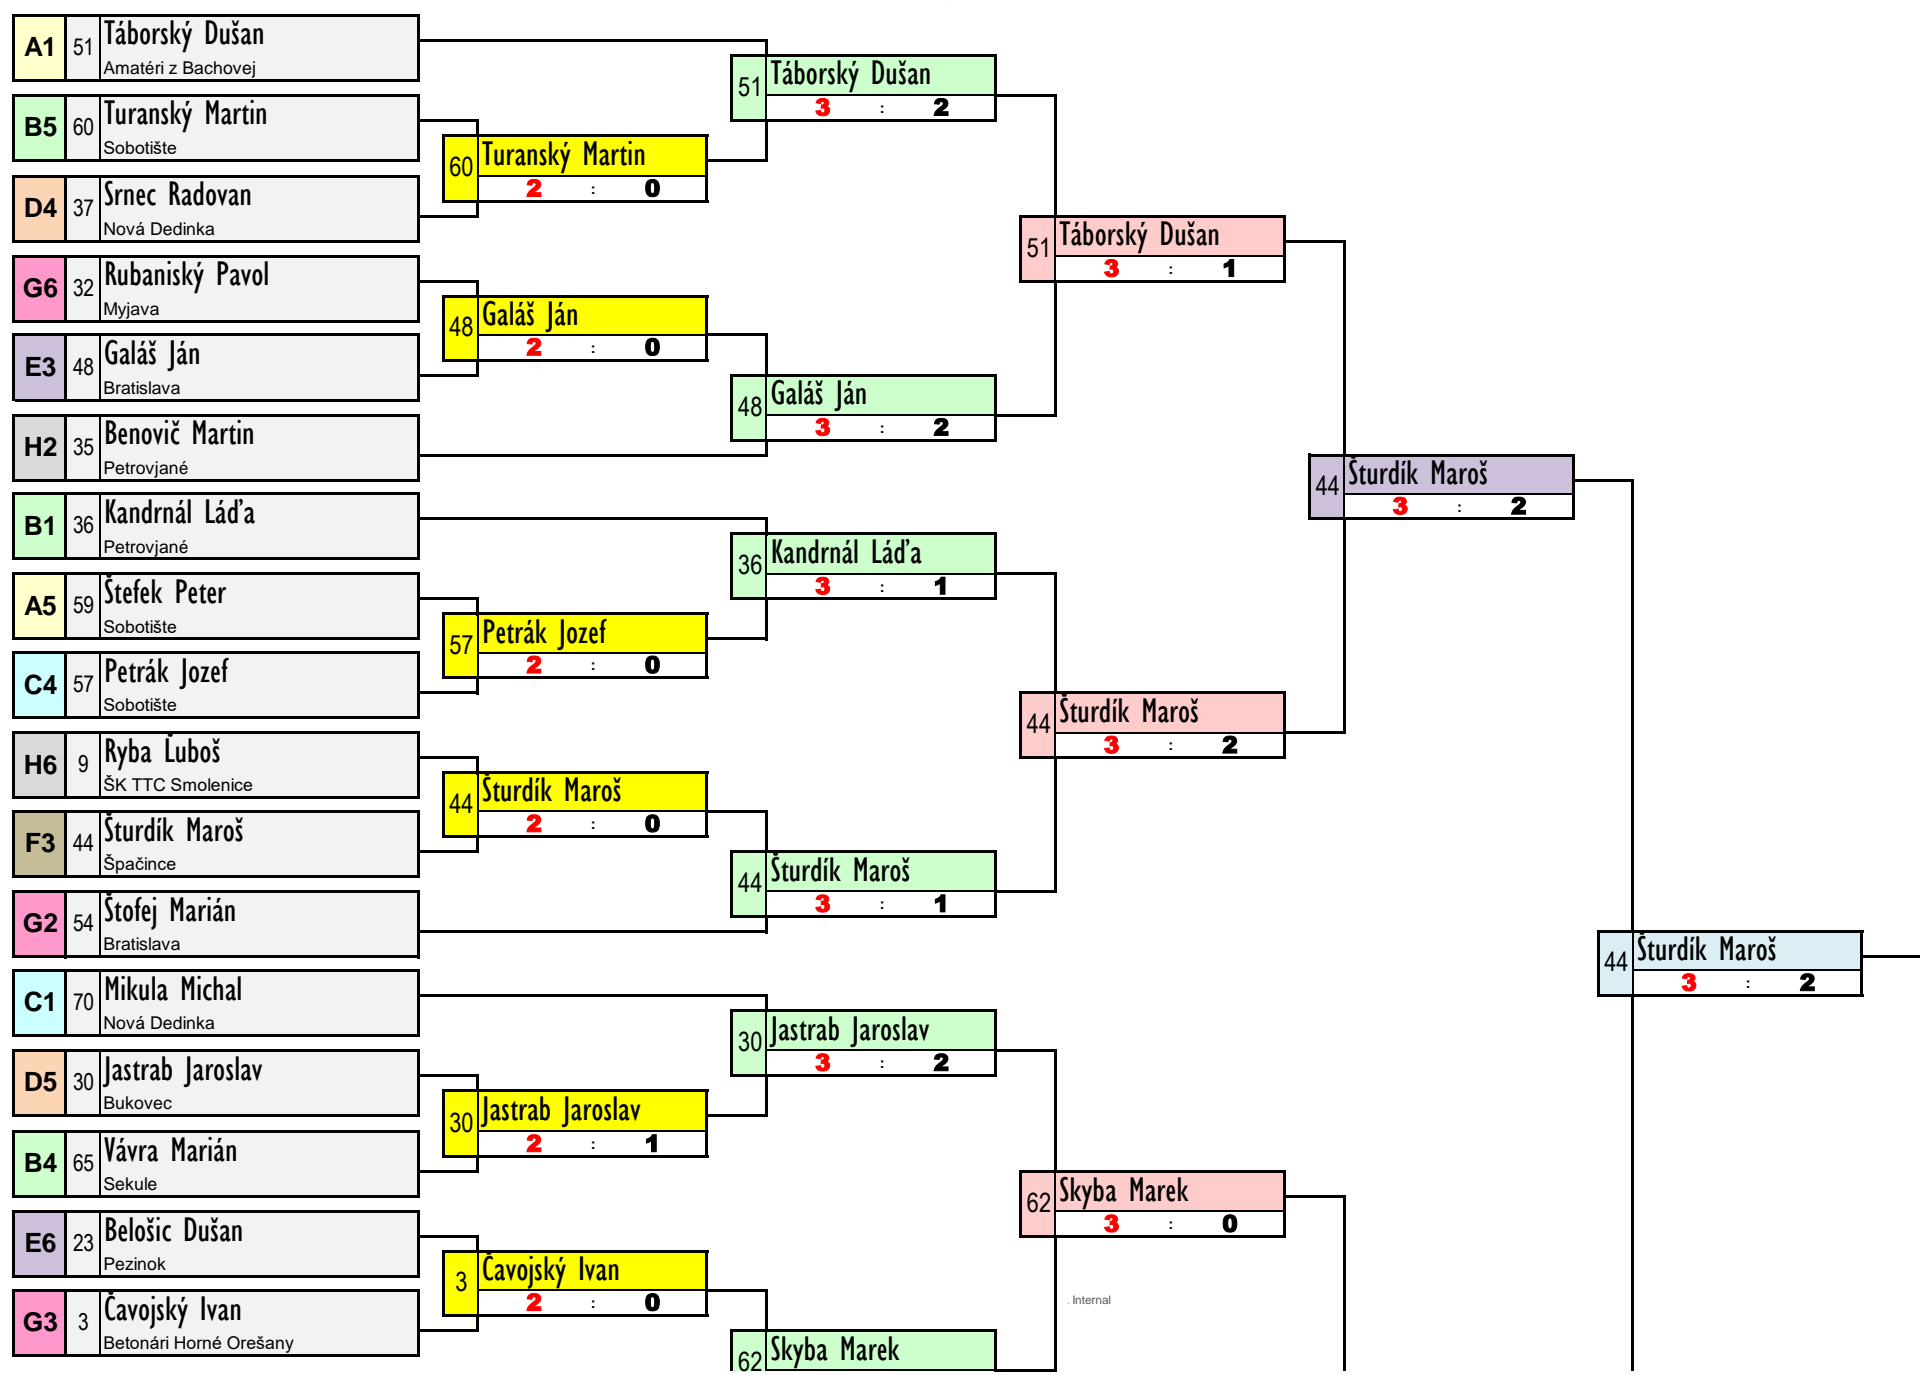 A1 51 Táborský Dušan
Amatéri z Bachovej
B5 60 Turanský Martin
Sobotište
D4 37 Srnec Radovan
Nová Dedinka
G6 32 Rubaniský Pavol
Myjava
E3 48 Galáš Ján
Bratislava
H2 35 Benovič Martin
Petrovjané
B1 36 Kandrnál Láďa
Petrovjané
A5 59 Štefek Peter
Sobotište
C4 57 Petrák Jozef
Sobotište
H6 9 Ryba Ľuboš
ŠK TTC Smolenice
F3 44 Šturdík Maroš
Špačince
G2 54 Štofej Marián
Bratislava
C1 70 Mikula Michal
Nová Dedinka
D5 30 Jastrab Jaroslav
Bukovec
B4 65 Vávra Marián
Sekule
E6 23 Belošic Dušan
Pezinok
G3 3 Čavojský Ivan
Betonári Horné Orešany
60 Turanský Martin
2 : 0
48 Galáš Ján
2 : 0
57 Petrák Jozef
2 : 0
44 Šturdík Maroš
2 : 0
30 Jastrab Jaroslav
2 : 1
3 Čavojský Ivan
2 : 0
51 Táborský Dušan
3 : 2
48 Galáš Ján
3 : 2
36 Kandrnál Láďa
3 : 1
44 Šturdík Maroš
3 : 1
30 Jastrab Jaroslav
3 : 2
62 Skyba Marek
51 Táborský Dušan
3 : 1
44 Šturdík Maroš
3 : 2
62 Skyba Marek
3 : 0
. Internal
44 Šturdík Maroš
3 : 2
44 Šturdík Maroš
3 : 2